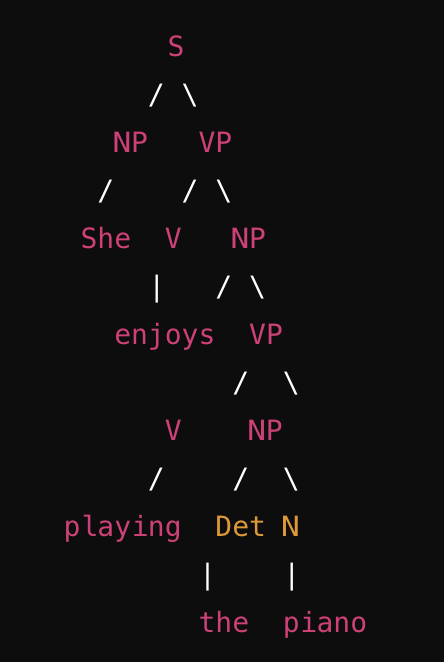 S
/ \
NP VP
/ / \
She V NP
| / \
enjoys VP
/ \
V NP
/ / \
playing Det N
| |
the piano